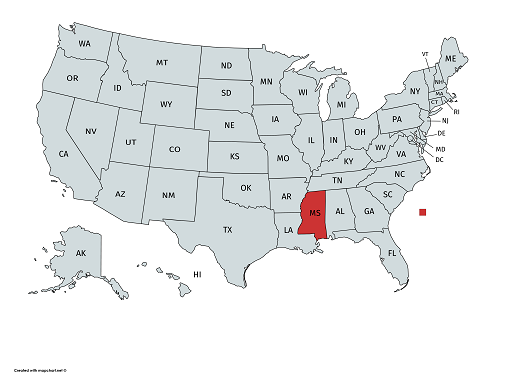 WA
MT
ND
MN
VT
ME
OR
ID
SD
WI
MI
NY
NH
MA
CT
RI
WY
NE
IA
PA
NJ
NV
UT
CO
IL
IN
OH
DE
MD
DC
CA
KS
MO
KY
WV
VA
AZ
NM
OK
AR
TN
NC
SC
TX
LA
MS
AL
GA
FL
AK
HI
Created with mapchart.net ©